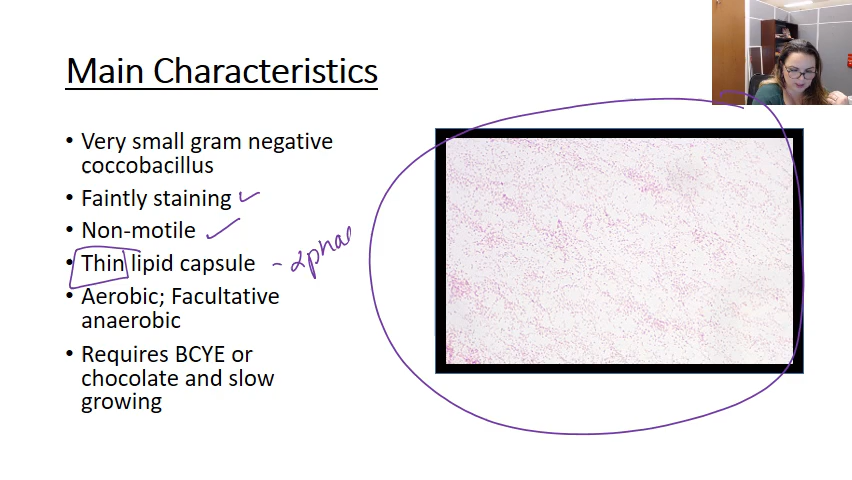 Main Characteristics
• Very small gram negative
coccobacillus
• Faintly staining
• Non-motile
• Thin lipid capsule
• Aerobic; Facultative
anaerobic
• Requires BCYE or
chocolate and slow
growing